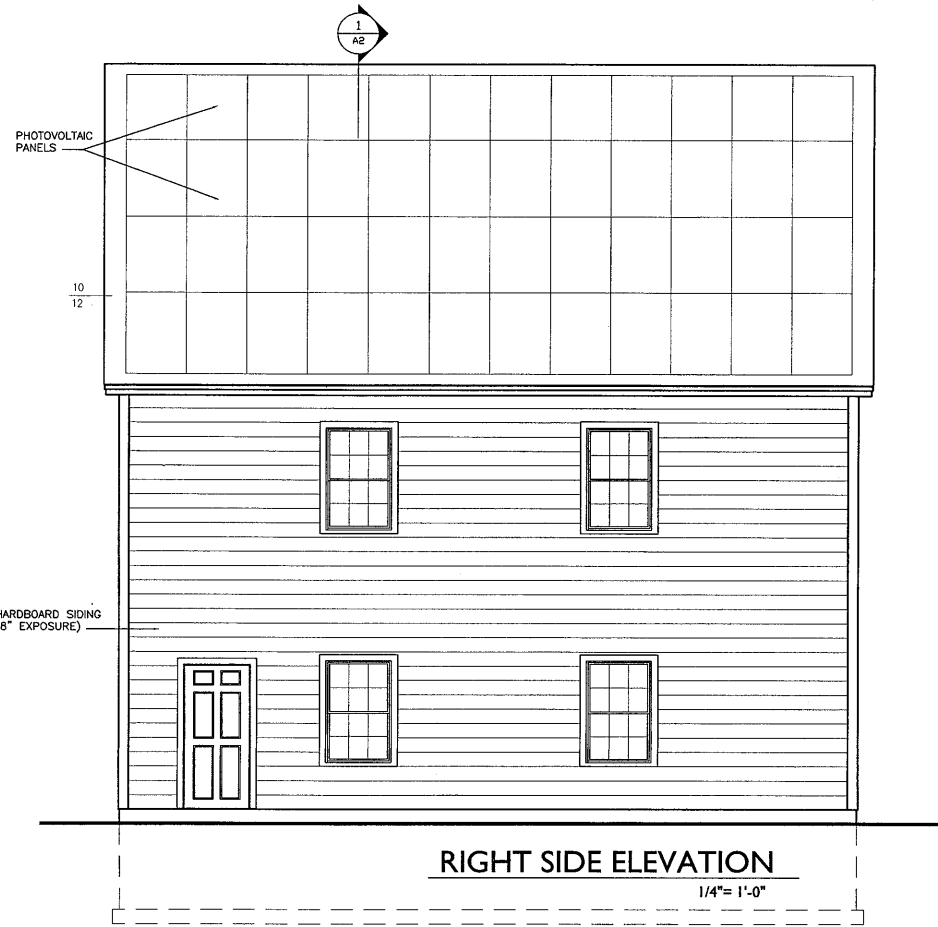 1
A2
PHOTOVOLTAIC
PANELS
10
12
HARDBOARD SIDING
8" EXPOSURE)
RIGHT SIDE ELEVATION
1/4"= 1'-0"